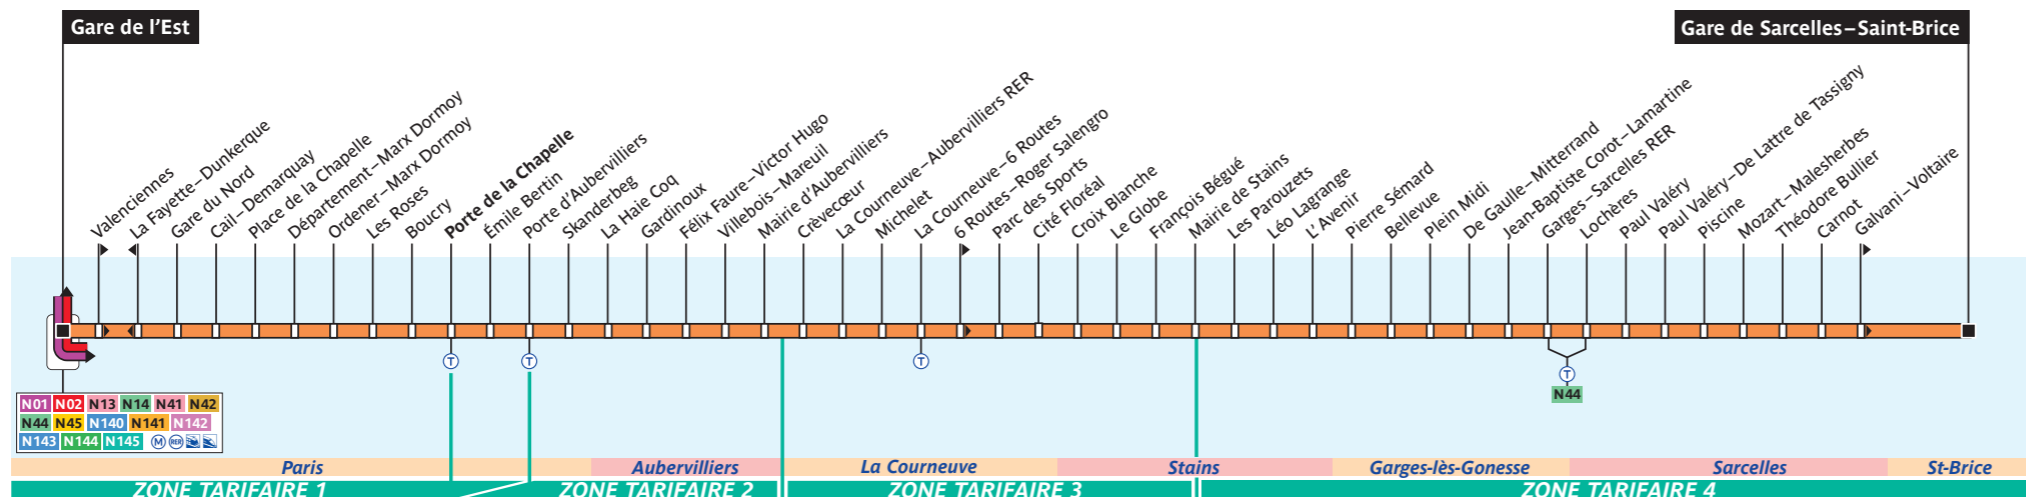 Gare de l’Est
Gare de Sarcelles–Saint-Brice
Valenciennes
La Fayette–Dunkerque
Gare du Nord
Cail–Demarquay
Place de la Chapelle
Département–Marx Dormoy
Ordener–Marx Dormoy
Les Roses
Boucry
Porte de la Chapelle
Émile Bertin
Porte d’Aubervilliers
Skanderbeg
La Haie Coq
Gardinoux
Félix Faure–Victor Hugo
Villebois–Mareuil
Mairie d’Aubervilliers
Crèvecœur
La Courneuve–Aubervilliers RER
Michelet
La Courneuve–6 Routes
6 Routes–Roger Salengro
Parc des Sports
Cité Floréal
Croix Blanche
Le Globe
François Bégué
Mairie de Stains
Les Parouzets
Léo Lagrange
L’Avenir
Pierre Sémard
Bellevue
Plein Midi
De Gaulle–Mitterrand
Jean-Baptiste Corot–Lamartine
Garges–Sarcelles RER
Lochères
Paul Valéry
Paul Valéry–De Lattre de Tassigny
Piscine
Mozart–Malesherbes
Théodore Bullier
Carnot
Galvani–Voltaire
T
T
T
T
N44
N01 N02 N13 N14 N41 N42
N44 N45 N140 N141 N142
N143 N144 N145 M RER
Paris
Aubervilliers
La Courneuve
Stains
Garges-lès-Gonesse
Sarcelles
St-Brice
ZONE TARIFAIRE 1
ZONE TARIFAIRE 2
ZONE TARIFAIRE 3
ZONE TARIFAIRE 4